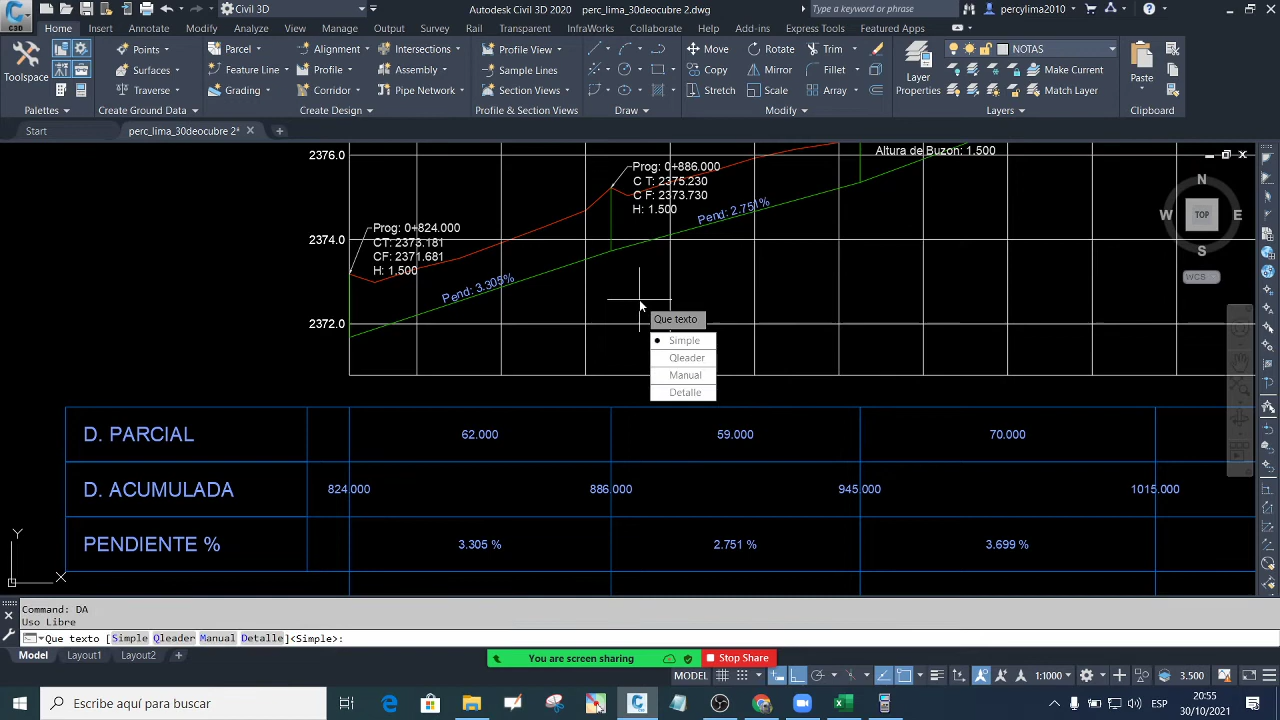 Civil 3D
Autodesk Civil 3D 2020 perc_lima_30deocubre_2.dwg
Type a keyword or phrase
percylima2010
Home Insert Annotate Modify Analyze View Manage Output Survey Rail Transparent InfraWorks Collaborate Help Add-ins Express Tools Featured Apps
Toolspace
Points
Surfaces
Traverse
Parcel
Feature Line
Grading
Alignment
Profile
Corridor
Intersections
Assembly
Pipe Network
Profile View
Simple Lines
Section Views
Move
Copy
Stretch
Rotate
Mirror
Scale
Trim
Fillet
Array
Layer
Properties
NOTAS
Make Current
Match Layer
Paste
Palettes
Create Ground Data
Create Design
Profile & Section Views
Draw
Modify
Layers
Clipboard
Start
perc_lima_30deocubre 2*
2376.0
2374.0
2372.0
Prog: 0+824.000
CT: 2373.181
CF: 2371.681
H: 1.500
Pend: 3.305%
Prog: 0+886.000
C T: 2375.230
C F: 2373.730
H: 1.500
Pend: 2.751%
Altura de Buzon: 1.500
N
W
TOP
E
S
WCS
Que texto
Simple
Qleader
Manual
Detalle
D. PARCIAL 62.000 59.000 70.000
D. ACUMULADA 824.000 886.000 945.000 1015.000
PENDIENTE % 3.305 % 2.751 % 3.699 %
Y
X
Command: DA
Uso Libre
Que texto [Simple Qleader Manual Detalle]<Simple>:
Model Layout1 Layout2
You are screen sharing
Stop Share
MODEL
1:1000
3.500
Escribe aquí para buscar
ESP
20:55
30/10/2021